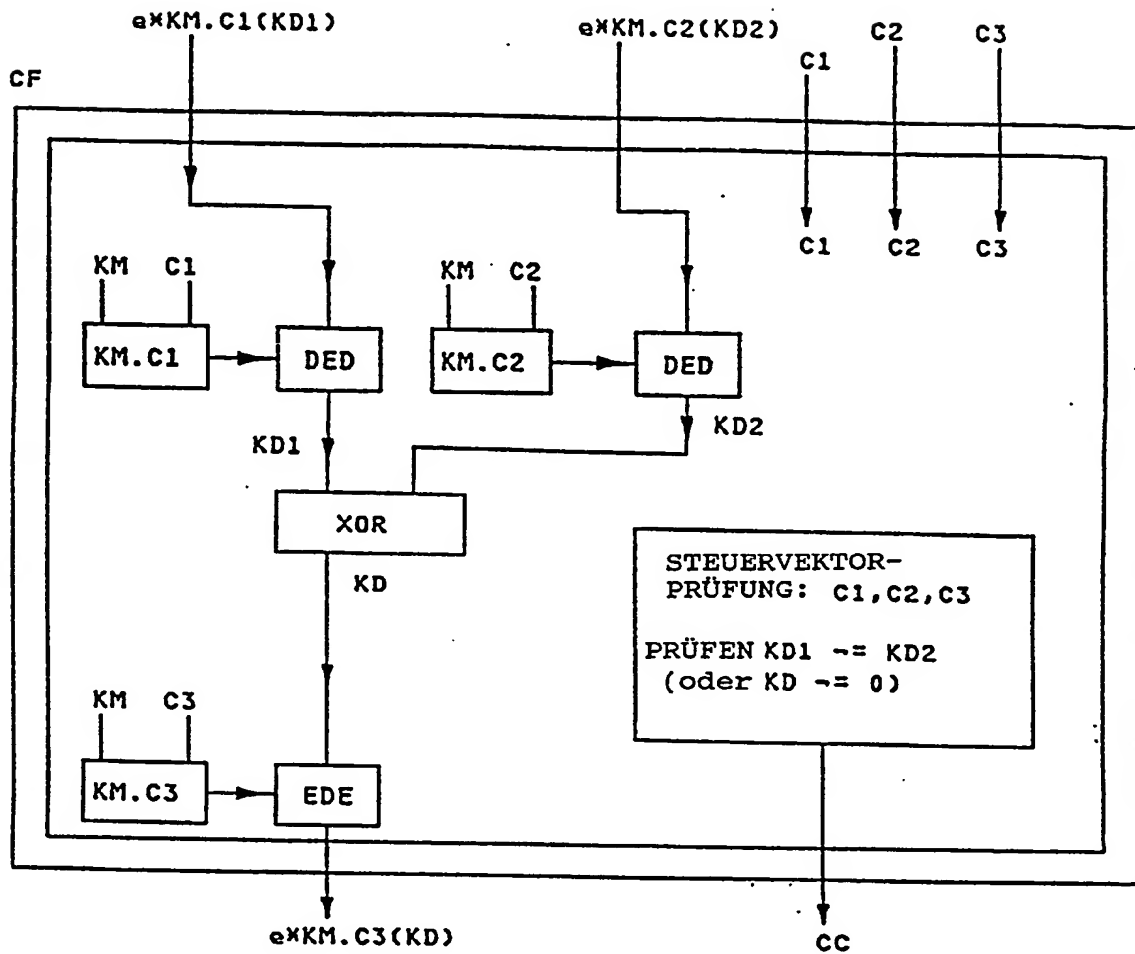 e*KM.C1(KD1) e*KM.C2(KD2) C2 C3
C1
CF
C1 C2 C3
KM C1 KM C2
KM.C1 DED KM.C2 DED
KD1 KD2
XOR
KD
STEUERVEKTOR-
PRÜFUNG: C1,C2,C3
PRÜFEN KD1 ¬= KD2
(oder KD ¬= 0)
KM C3
KM.C3 EDE
e*KM.C3(KD) CC